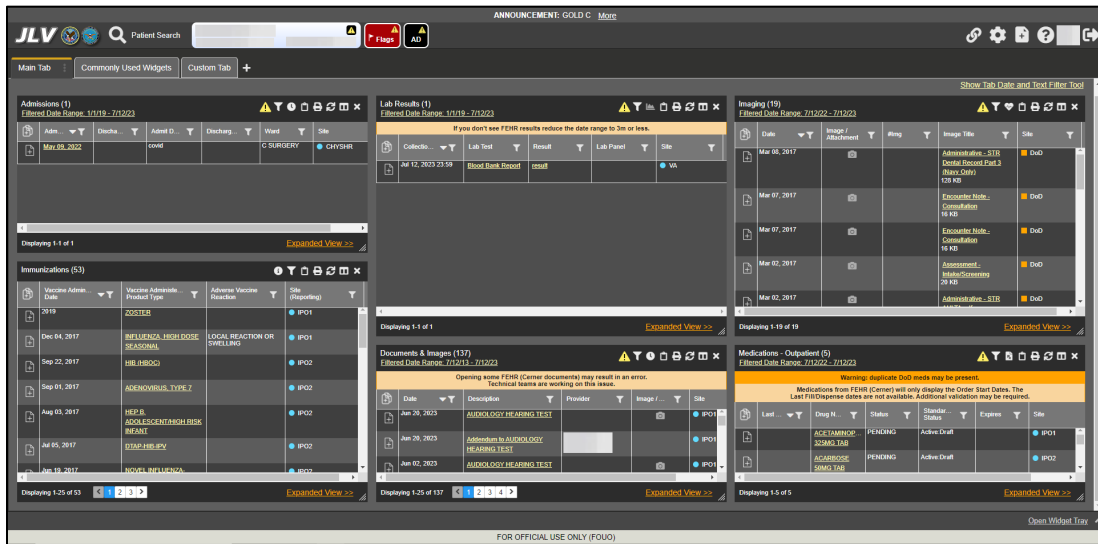 ANNOUNCEMENT: GOLD C More
JLV Patient Search Flags AD
Main Tab Commonly Used Widgets Custom Tab +
Show Tab Date and Text Filter Tool
Admissions (1)
Filtered Date Range: 1/1/19 - 7/12/23
Adm... Discha... Admit D... Discharg... Ward Site
May 09, 2022 covid C SURGERY CHYSHR
Displaying 1-1 of 1 Expanded View >>
Lab Results (1)
Filtered Date Range: 1/1/19 - 7/12/23
If you don't see FEHR results reduce the date range to 3m or less.
Collectio... Lab Test Result Lab Panel Site
Jul 12, 2023 23:59 Blood Bank Report result VA
Displaying 1-1 of 1 Expanded View >>
Imaging (19)
Filtered Date Range: 7/12/22 - 7/12/23
Date Image / Attachment #Img Image Title Site
Mar 08, 2017 Administrative - STR DoD
Dental Record Part 3
(Navy Only)
128 KB
Mar 07, 2017 Encounter Note - DoD
Consultation
16 KB
Mar 07, 2017 Encounter Note - DoD
Consultation
16 KB
Mar 02, 2017 Assessment - DoD
Intake/Screening
20 KB
Mar 02, 2017 Administrative - STR DoD
Displaying 1-19 of 19 Expanded View >>
Immunizations (53)
Vaccine Admin... Date Vaccine Administe... Product Type Adverse Vaccine Reaction Site (Reporting)
2019 ZOSTER IPO1
Dec 04, 2017 INFLUENZA, HIGH DOSE LOCAL REACTION OR IPO1
SEASONAL SWELLING
Sep 22, 2017 HIB (HBOC) IPO2
Sep 01, 2017 ADENOVIRUS, TYPE 7 IPO2
Aug 03, 2017 HEP B, IPO2
ADOLESCENT/HIGH RISK
INFANT
Jul 05, 2017 DTAP-HIB-IPV IPO2
Jun 19, 2017 NOVEL INFLUENZA- IPO2
Displaying 1-25 of 53 < 1 2 3 > Expanded View >>
Documents & Images (137)
Filtered Date Range: 7/12/13 - 7/12/23
Opening some FEHR (Cerner documents) may result in an error.
Technical teams are working on this issue.
Date Description Provider Image / ... Site
Jun 20, 2023 AUDIOLOGY HEARING TEST IPO1
Jun 20, 2023 Addendum to AUDIOLOGY IPO1
HEARING TEST
Jun 02, 2023 AUDIOLOGY HEARING TEST IPO1
Displaying 1-25 of 137 < 1 2 3 4 > Expanded View >>
Medications - Outpatient (5)
Filtered Date Range: 7/12/22 - 7/12/23
Warning: duplicate DoD meds may be present.
Medications from FEHR (Cerner) will only display the Order Start Dates. The
Last Fill/Dispense dates are not available. Additional validation may be required.
Last ... Drug N... Status Standar... Status Expires Site
ACETAMINOP... PENDING Active:Draft IPO1
325MG TAB
ACARBOSE PENDING Active:Draft IPO2
50MG TAB
Displaying 1-5 of 5 Expanded View >>
Open Widget Tray
FOR OFFICIAL USE ONLY (FOUO)